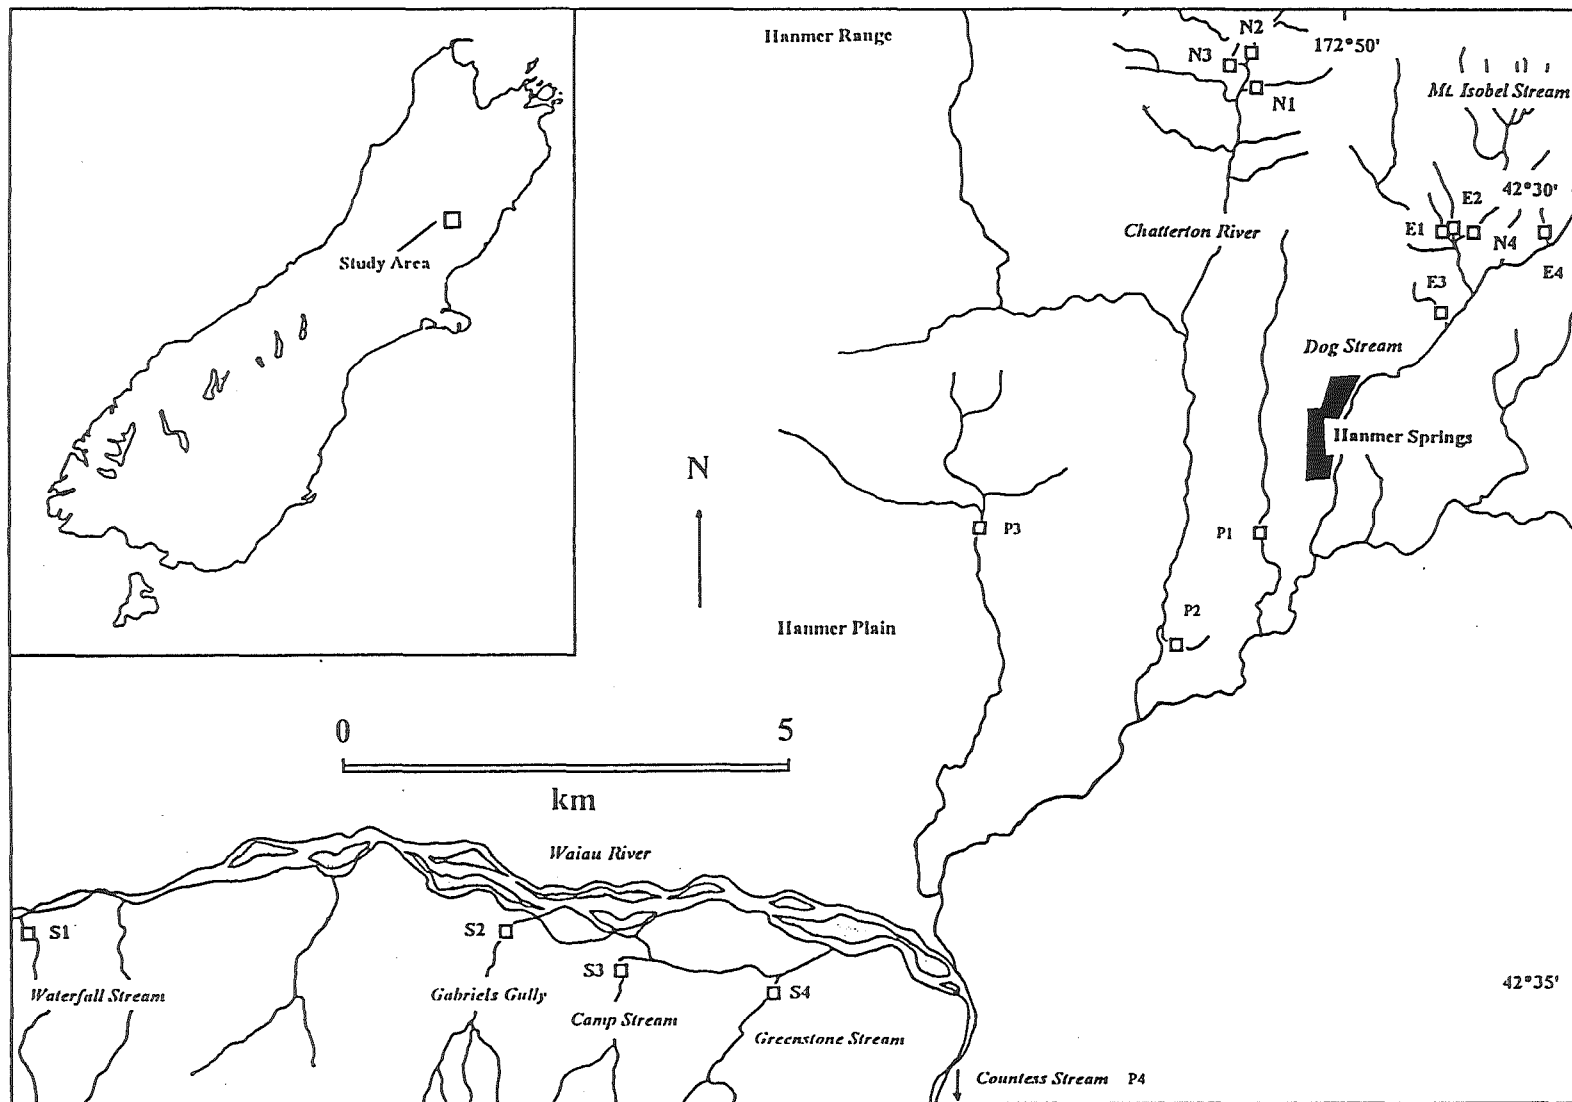 Hanmer Range
N2
172°50'
N3
N1
Mt. Isobel Stream
42°30'
E2
E1
N4
E4
E3
Chatterton River
Study Area
Dog Stream
Hanmer Springs
N
P3
P1
P2
Hanmer Plain
0
5
km
Waiau River
S1
S2
S3
S4
Waterfall Stream
Gabriels Gully
Camp Stream
Greenstone Stream
42°35'
Countess Stream P4